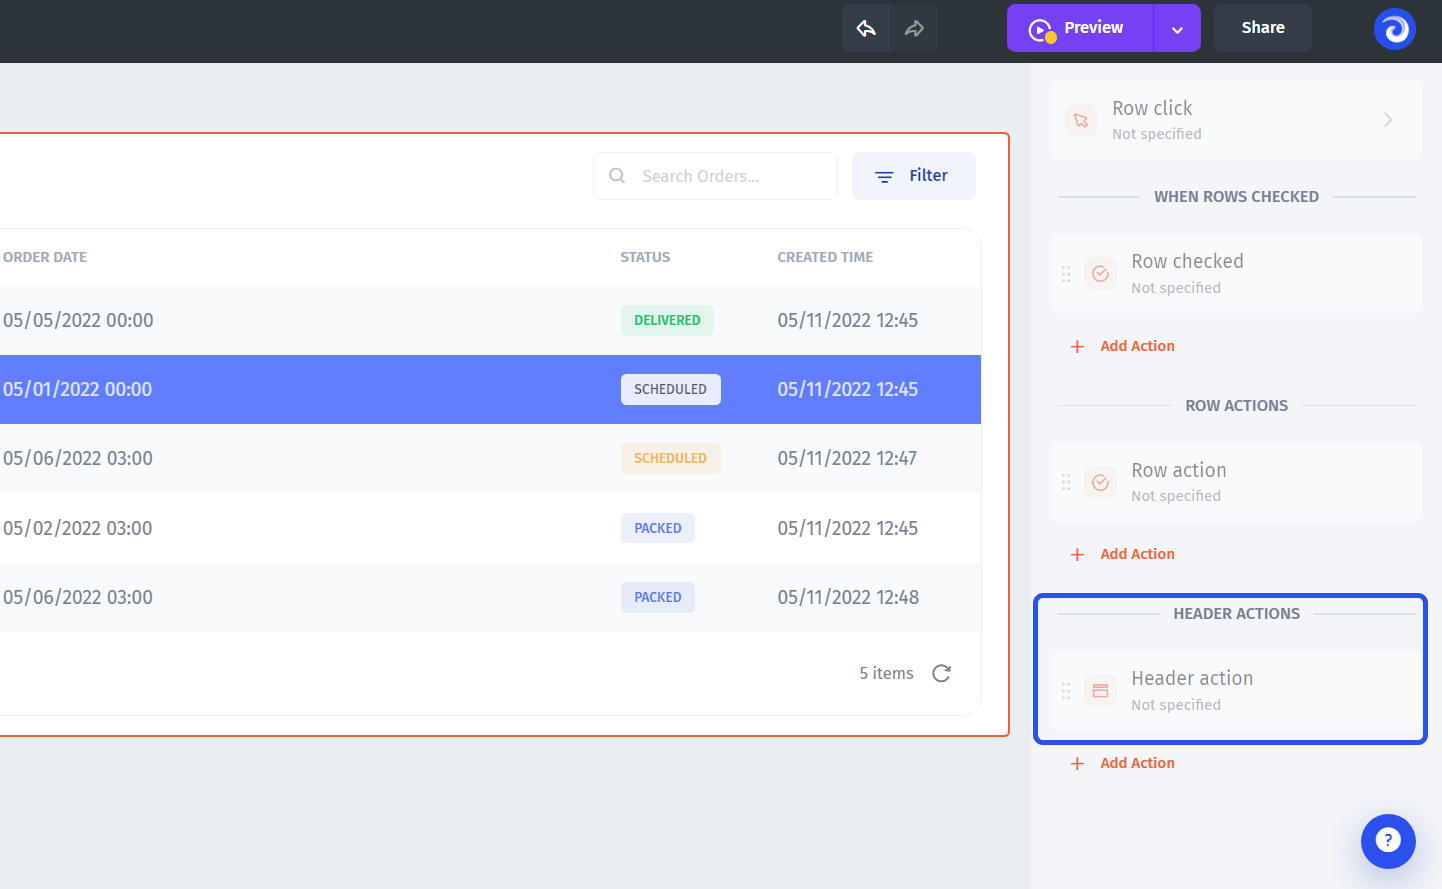 Preview
Share
Search Orders...
Filter
ORDER DATE STATUS CREATED TIME
05/05/2022 00:00 DELIVERED 05/11/2022 12:45
05/01/2022 00:00 SCHEDULED 05/11/2022 12:45
05/06/2022 03:00 SCHEDULED 05/11/2022 12:47
05/02/2022 03:00 PACKED 05/11/2022 12:45
05/06/2022 03:00 PACKED 05/11/2022 12:48
5 items
Row click
Not specified
WHEN ROWS CHECKED
Row checked
Not specified
+ Add Action
ROW ACTIONS
Row action
Not specified
+ Add Action
HEADER ACTIONS
Header action
Not specified
+ Add Action
?